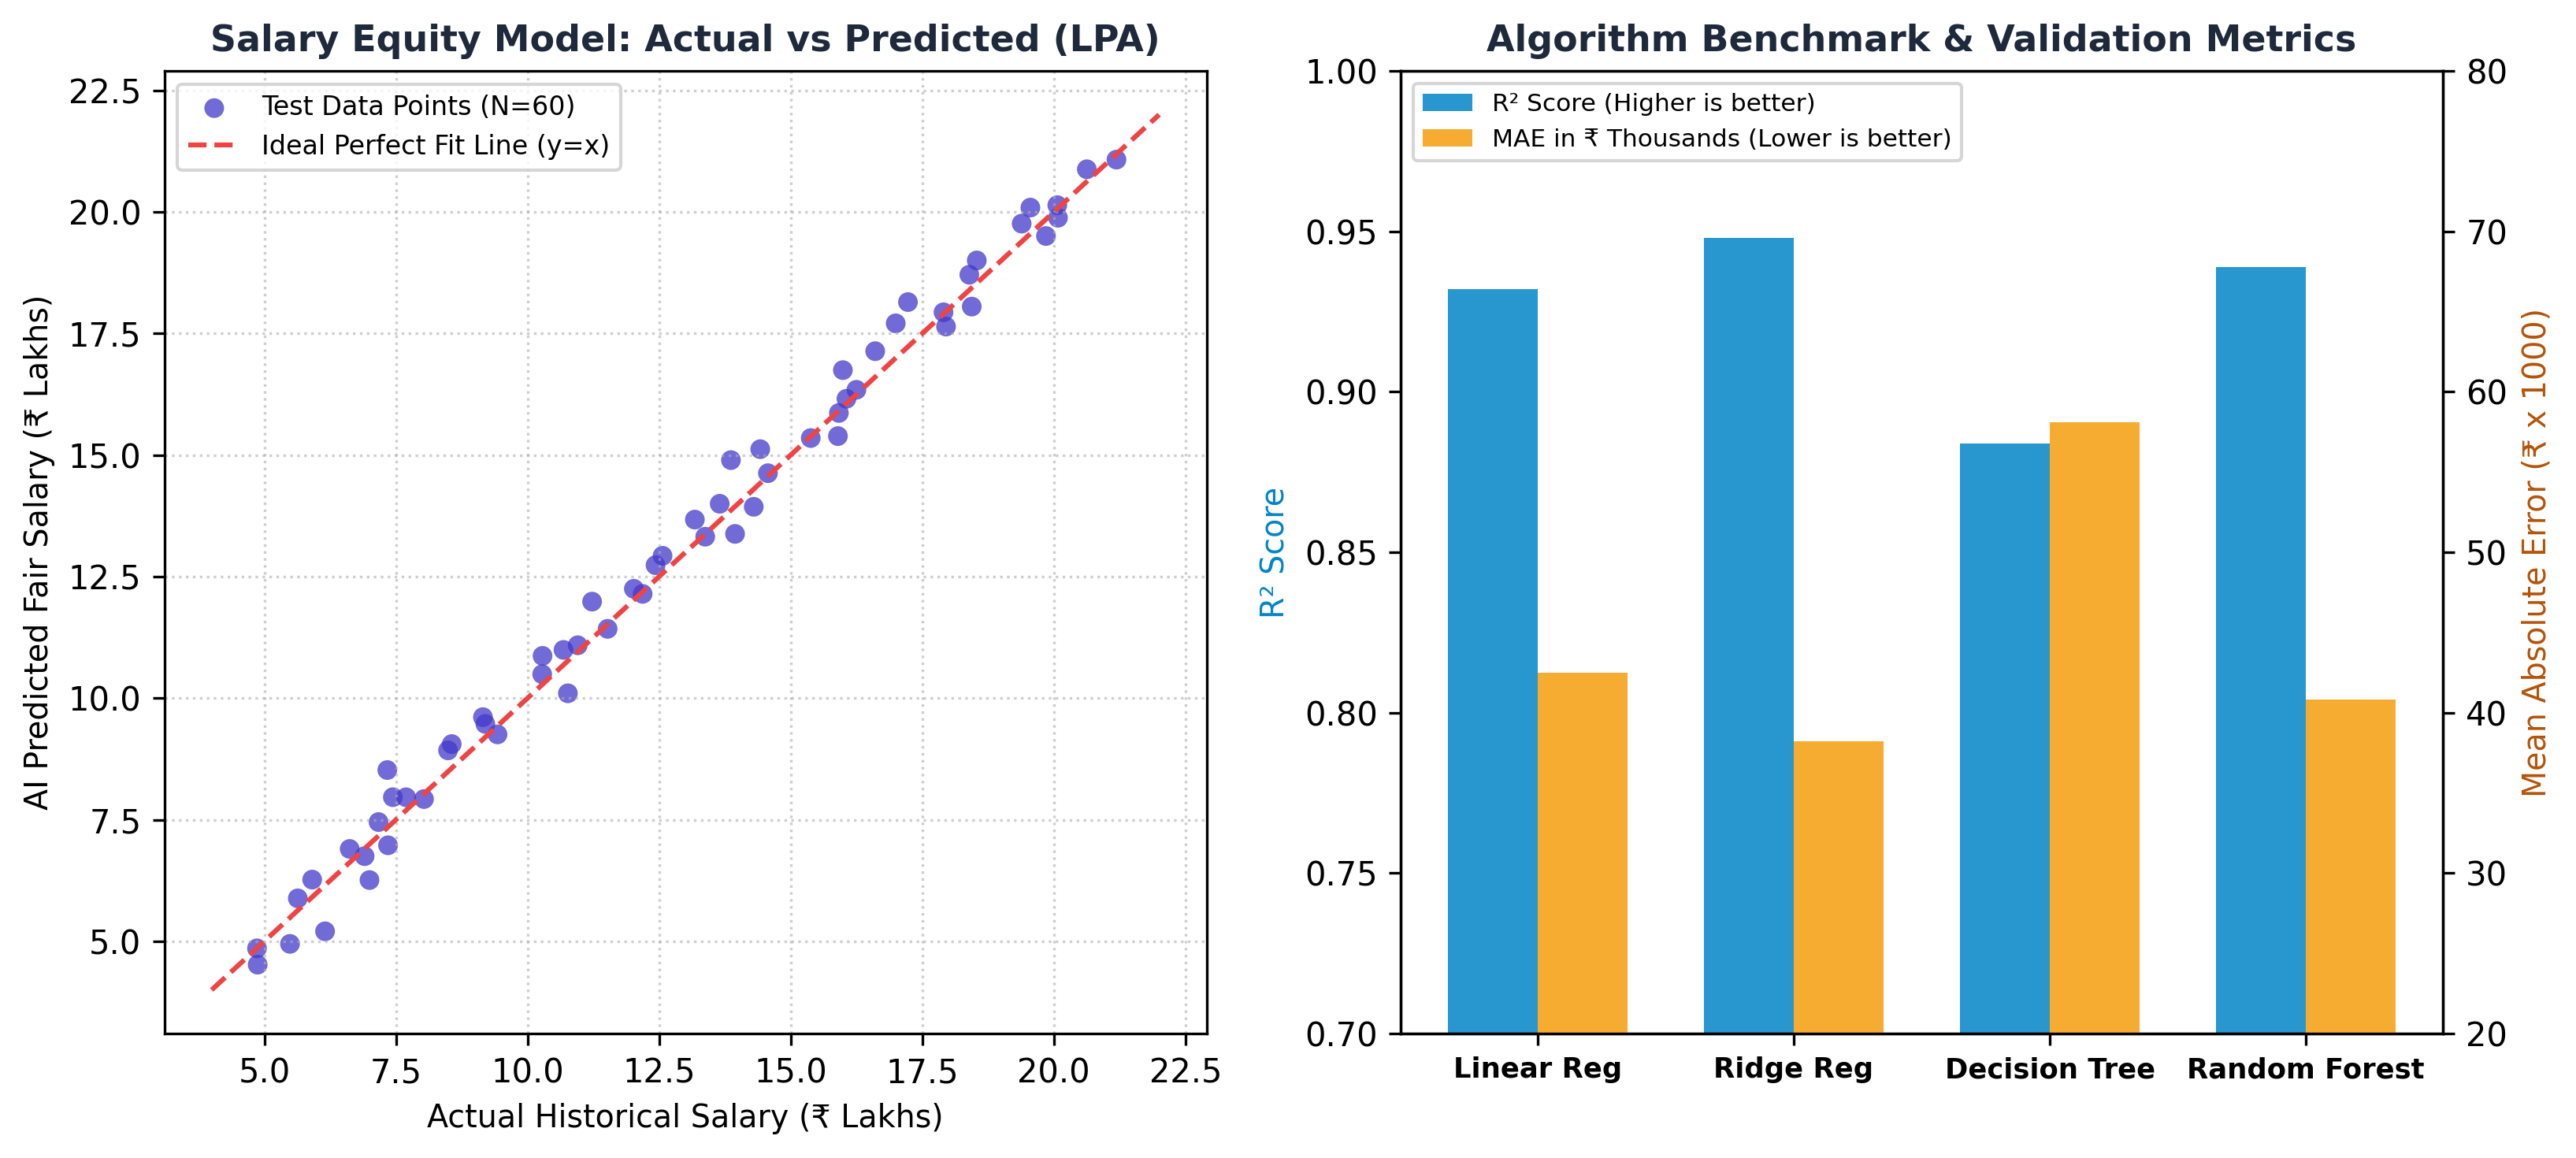 Salary Equity Model: Actual vs Predicted (LPA)
Test Data Points (N=60)
Ideal Perfect Fit Line (y=x)
AI Predicted Fair Salary (₹ Lakhs)
22.5
20.0
17.5
15.0
12.5
10.0
7.5
5.0
5.0 7.5 10.0 12.5 15.0 17.5 20.0 22.5
Actual Historical Salary (₹ Lakhs)
Algorithm Benchmark & Validation Metrics
R² Score (Higher is better)
MAE in ₹ Thousands (Lower is better)
R² Score
1.00
0.95
0.90
0.85
0.80
0.75
0.70
Linear Reg Ridge Reg Decision Tree Random Forest
80
70
60
50
40
30
20
Mean Absolute Error (₹ x 1000)